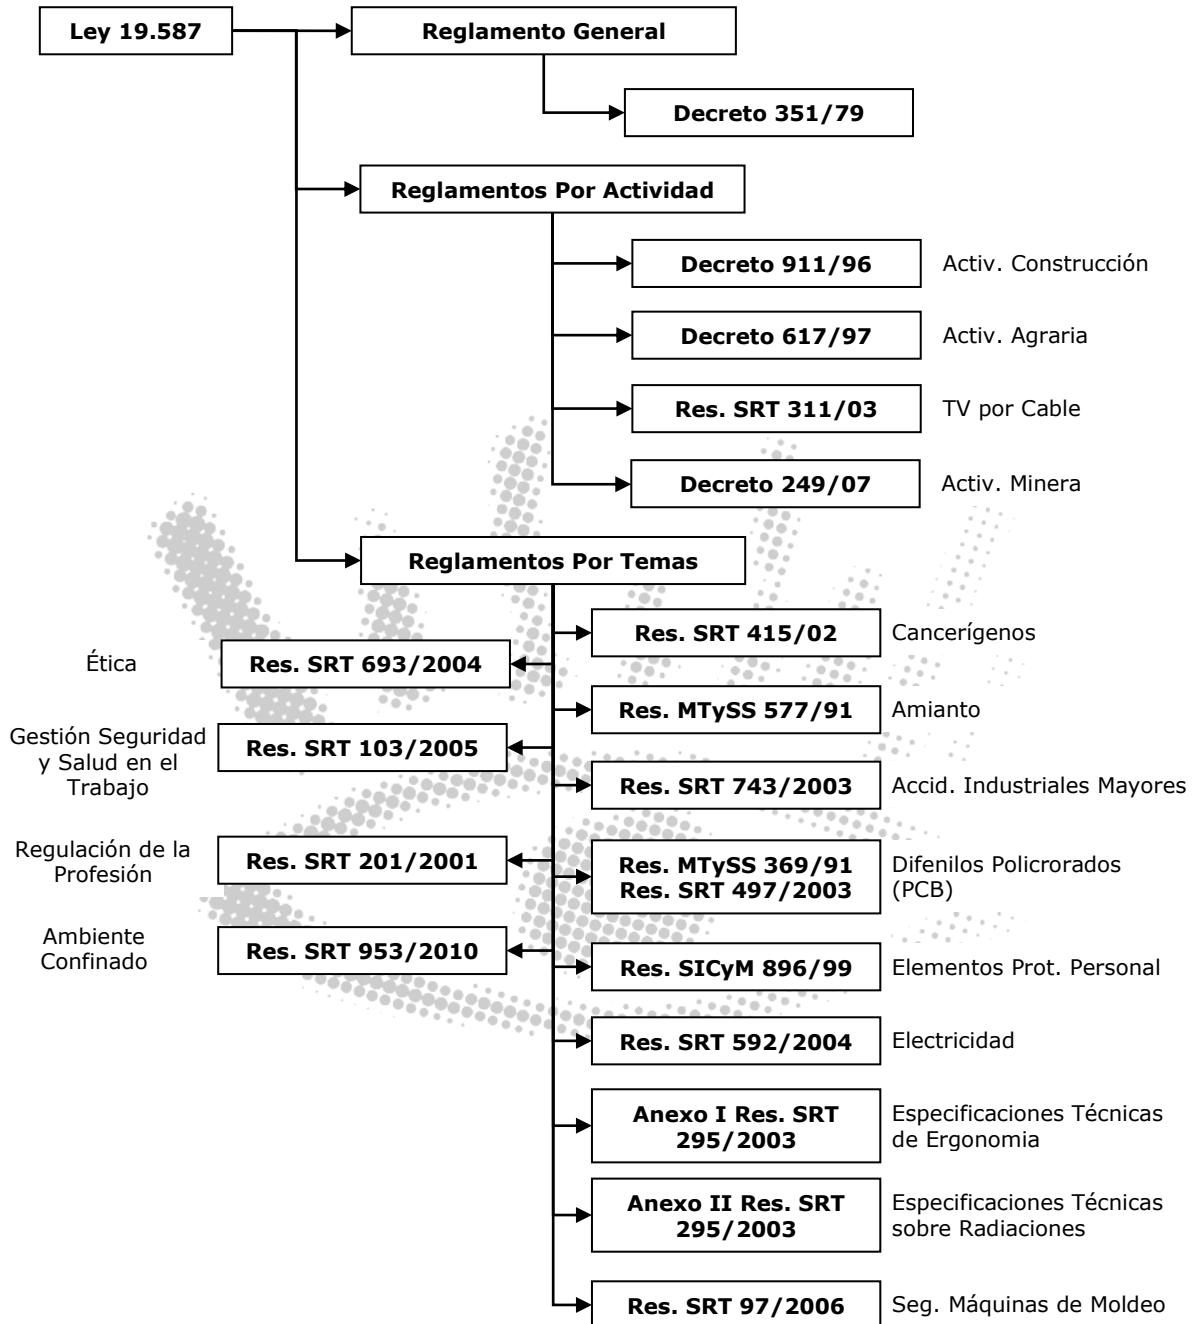 Ley 19.587
Reglamento General
Decreto 351/79
Reglamentos Por Actividad
Decreto 911/96
Activ. Construcción
Decreto 617/97
Activ. Agraria
Res. SRT 311/03
TV por Cable
Decreto 249/07
Activ. Minera
Reglamentos Por Temas
Res. SRT 415/02
Cancerígenos
Ética
Res. SRT 693/2004
Res. MTySS 577/91
Amianto
Gestión Seguridad
y Salud en el
Trabajo
Res. SRT 103/2005
Res. SRT 743/2003
Accid. Industriales Mayores
Regulación de la
Profesión
Res. SRT 201/2001
Res. MTySS 369/91
Res. SRT 497/2003
Difenilos Policrorados
(PCB)
Ambiente
Confinado
Res. SRT 953/2010
Res. SICyM 896/99
Elementos Prot. Personal
Res. SRT 592/2004
Electricidad
Anexo I Res. SRT
295/2003
Especificaciones Técnicas
de Ergonomia
Anexo II Res. SRT
295/2003
Especificaciones Técnicas
sobre Radiaciones
Res. SRT 97/2006
Seg. Máquinas de Moldeo